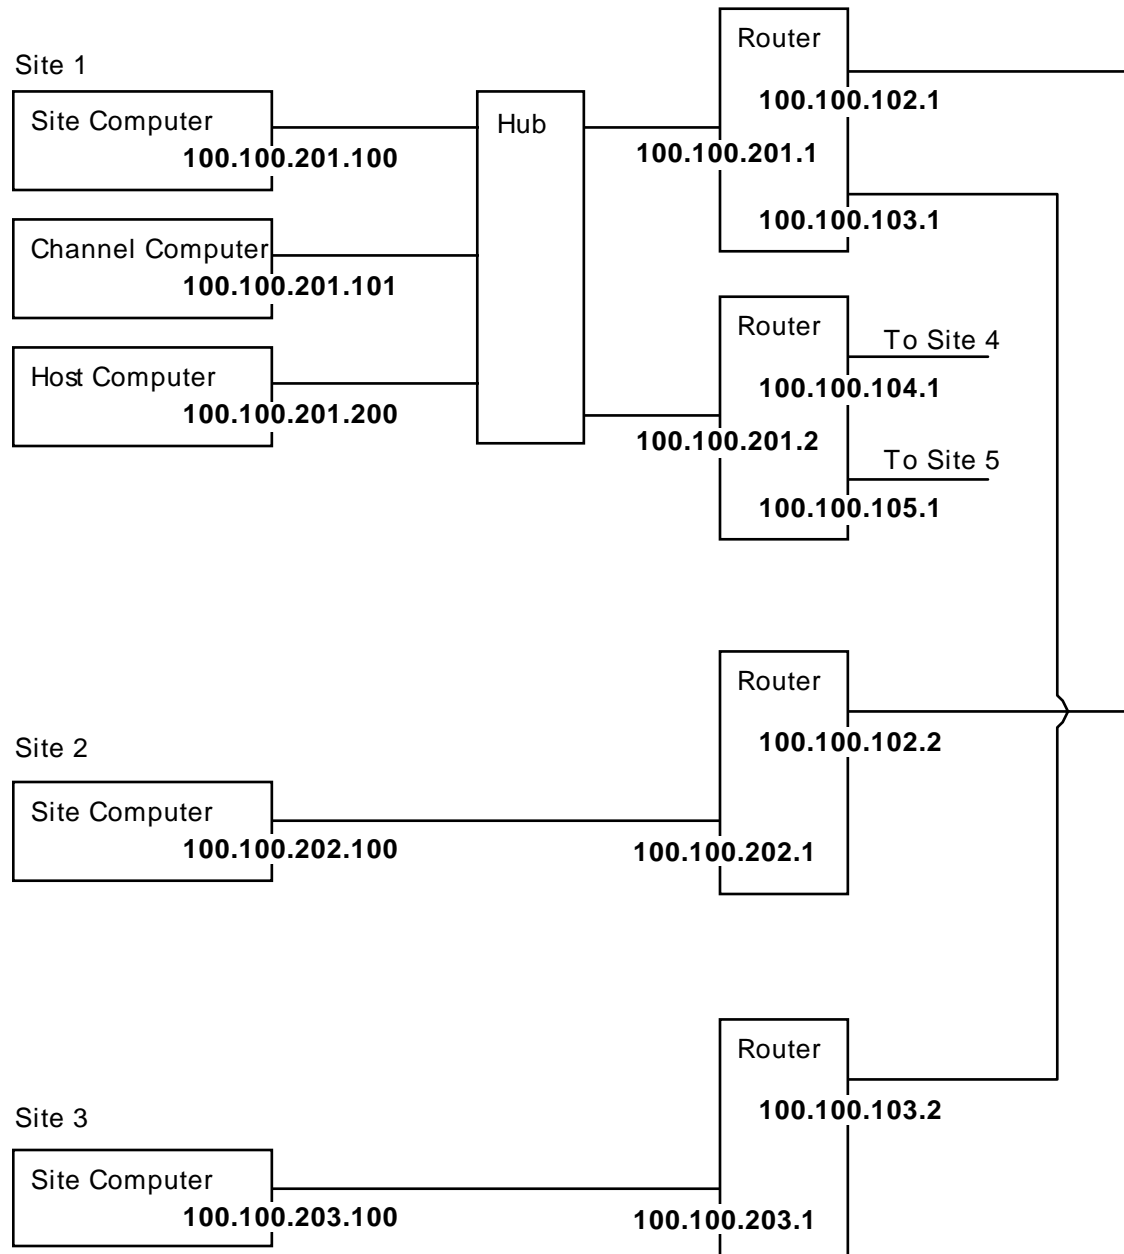 Site 1
Site Computer
100.100.201.100
Channel Computer
100.100.201.101
Host Computer
100.100.201.200
Hub
Router
100.100.102.1
100.100.201.1
100.100.103.1
Router
To Site 4
100.100.104.1
100.100.201.2
To Site 5
100.100.105.1
Site 2
Site Computer
100.100.202.100
Router
100.100.102.2
100.100.202.1
Site 3
Site Computer
100.100.203.100
Router
100.100.103.2
100.100.203.1